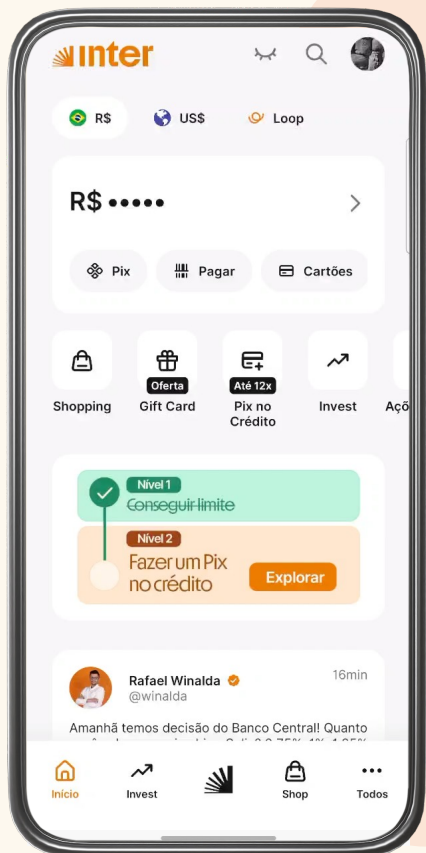 inter
R$
US$
Loop
R$ •••••
Pix
Pagar
Cartões
Oferta
Até 12x
Shopping
Gift Card
Pix no
Crédito
Invest
Açõ
Nível 1
Conseguir limite
Nível 2
Fazer um Pix
no crédito
Explorar
Rafael Winalda
16min
@winalda
Amanhã temos decisão do Banco Central! Quanto
Início
Invest
Shop
Todos